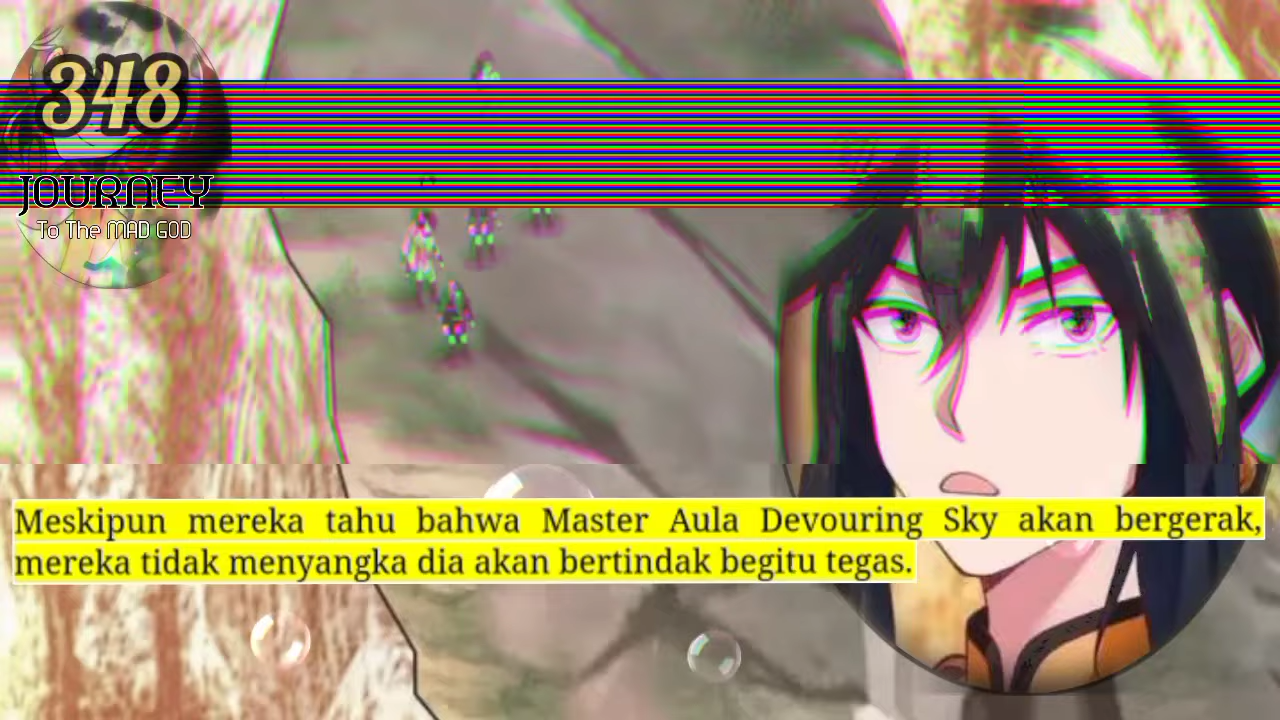 348
JOURNEY
To The MAD GOD
Meskipun mereka tahu bahwa Master Aula Devouring Sky akan bergerak,
mereka tidak menyangka dia akan bertindak begitu tegas.